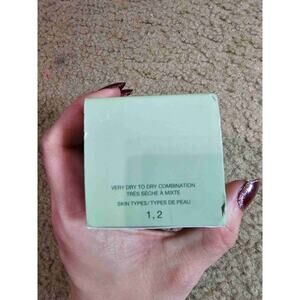 VERY DRY TO DRY COMBINATION
TRÈS SÈCHE À MIXTE
SKIN TYPES/TYPES DE PEAU
1, 2